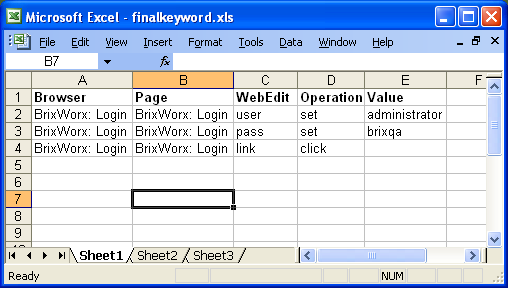 Microsoft Excel - finalkeyword.xls
File Edit View Insert Format Tools Data Window Help
B7 fx
A B C D E F
1 Browser Page WebEdit Operation Value
2 BrixWorx: Login BrixWorx: Login user set administrator
3 BrixWorx: Login BrixWorx: Login pass set brixqa
4 BrixWorx: Login BrixWorx: Login link click
5
6
7
8
9
Sheet1 Sheet2 Sheet3
Ready NUM